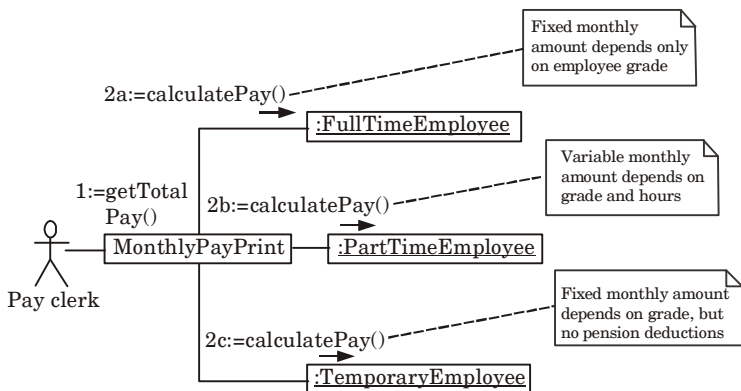 Fixed monthly
amount depends only
on employee grade
2a:=calculatePay()
:FullTimeEmployee
Variable monthly
amount depends on
grade and hours
1:=getTotal
Pay()
2b:=calculatePay()
MonthlyPayPrint
:PartTimeEmployee
Pay clerk
Fixed monthly amount
depends on grade, but
no pension deductions
2c:=calculatePay()
:TemporaryEmployee